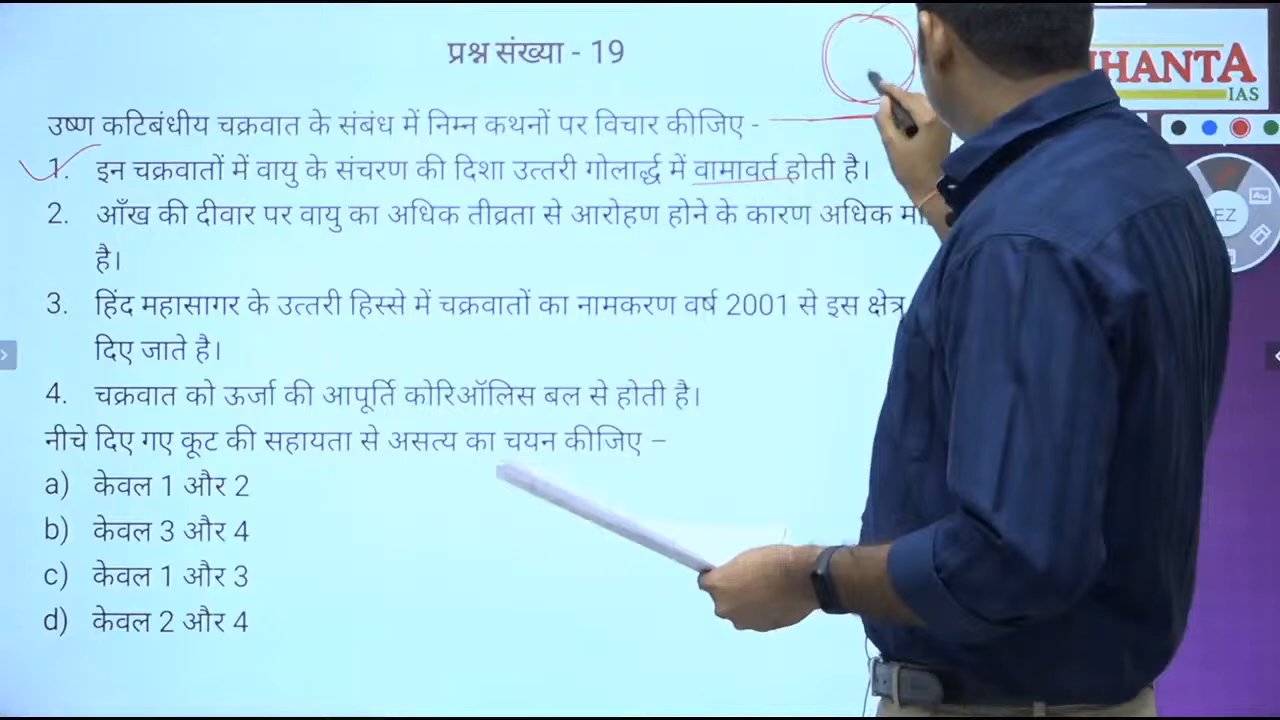 प्रश्न संख्या - 19
HANTA
IAS
उष्ण कटिबंधीय चक्रवात के संबंध में निम्न कथनों पर विचार कीजिए -
1. इन चक्रवातों में वायु के संचरण की दिशा उत्तरी गोलार्द्ध में वामावर्त होती है।
2. आँख की दीवार पर वायु का अधिक तीव्रता से आरोहण होने के कारण अधिक
है।
3. हिंद महासागर के उत्तरी हिस्से में चक्रवातों का नामकरण वर्ष 2001 से इस क्षेत्र
दिए जाते है।
4. चक्रवात को ऊर्जा की आपूर्ति कोरिऑलिस बल से होती है।
नीचे दिए गए कूट की सहायता से असत्य का चयन कीजिए –
a) केवल 1 और 2
b) केवल 3 और 4
c) केवल 1 और 3
d) केवल 2 और 4
EZ